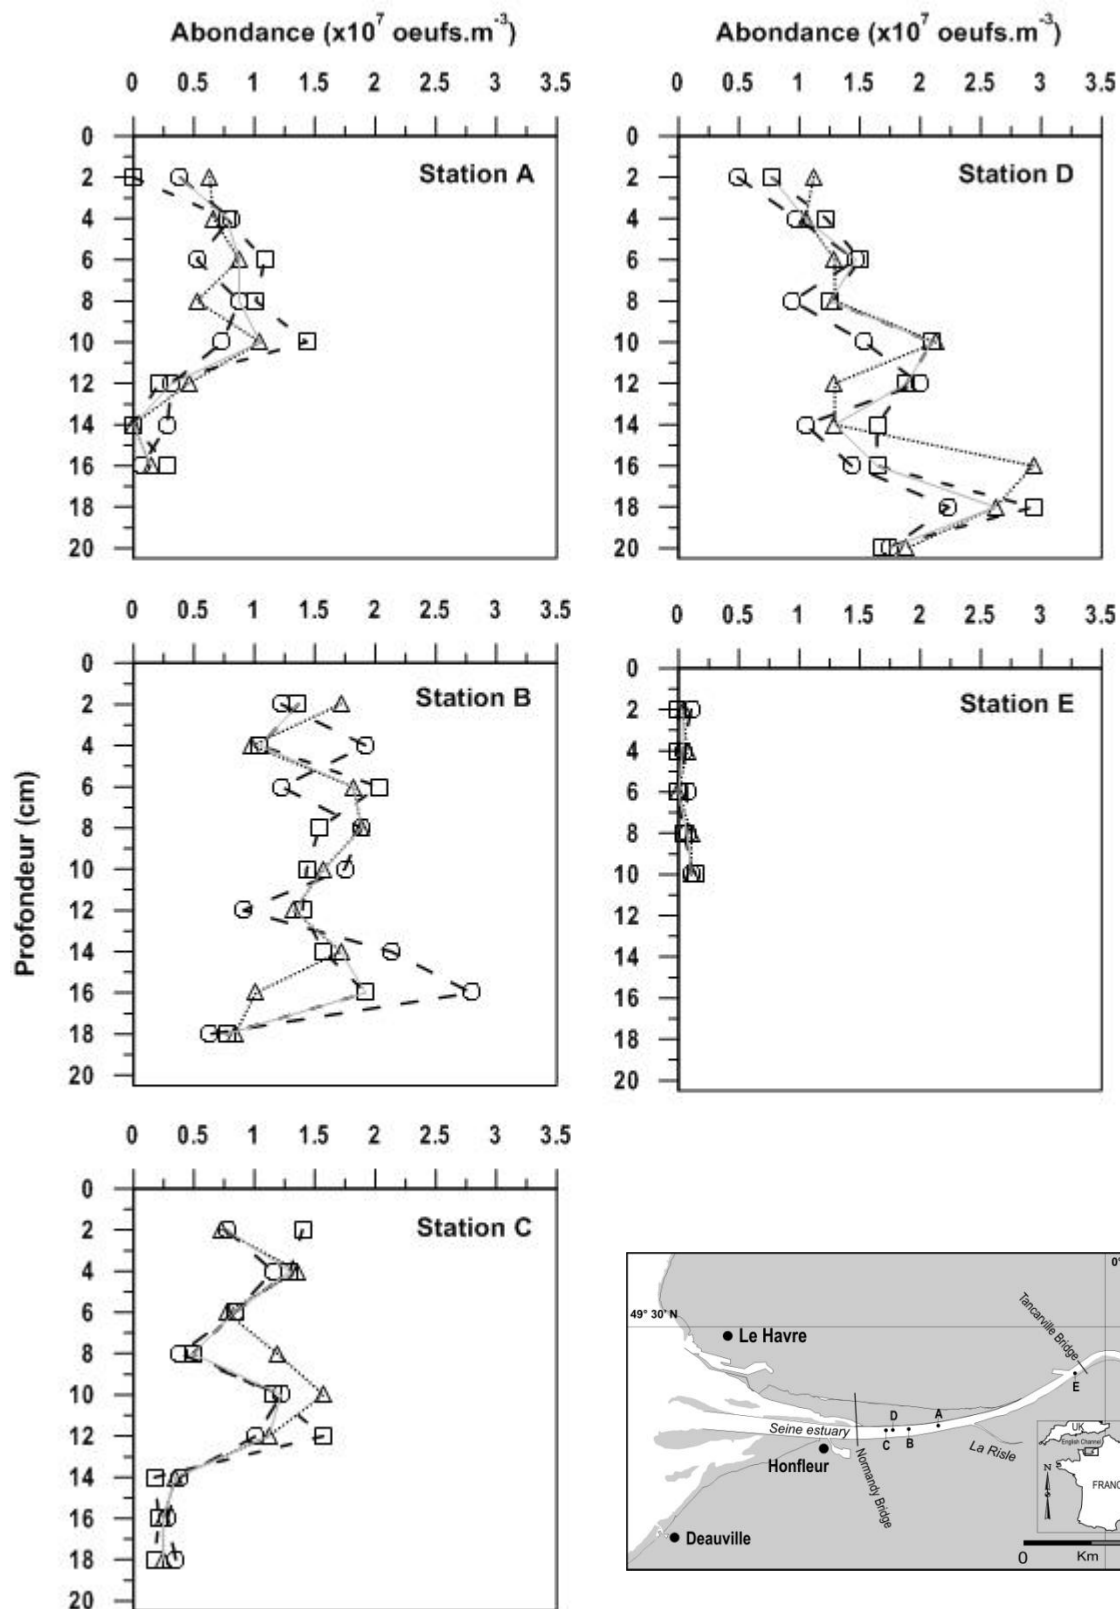 Abondance (x10⁷ oeufs.m⁻³)
0 0.5 1 1.5 2 2.5 3 3.5
0
2
4
6
8
10
12
14
16
18
20
Station A
Abondance (x10⁷ oeufs.m⁻³)
0 0.5 1 1.5 2 2.5 3 3.5
0
2
4
6
8
10
12
14
16
18
20
Station D
Profondeur (cm)
0 0.5 1 1.5 2 2.5 3 3.5
0
2
4
6
8
10
12
14
16
18
20
Station B
0 0.5 1 1.5 2 2.5 3 3.5
0
2
4
6
8
10
12
14
16
18
20
Station E
0 0.5 1 1.5 2 2.5 3 3.5
0
2
4
6
8
10
12
14
16
18
20
Station C
0°
49° 30' N
Le Havre
Tancarville Bridge
E
D
A
Seine estuary
C
B
La Risle
Honfleur
Normandy Bridge
UK
English Channel
N
S
FRANC
Deauville
0
Km